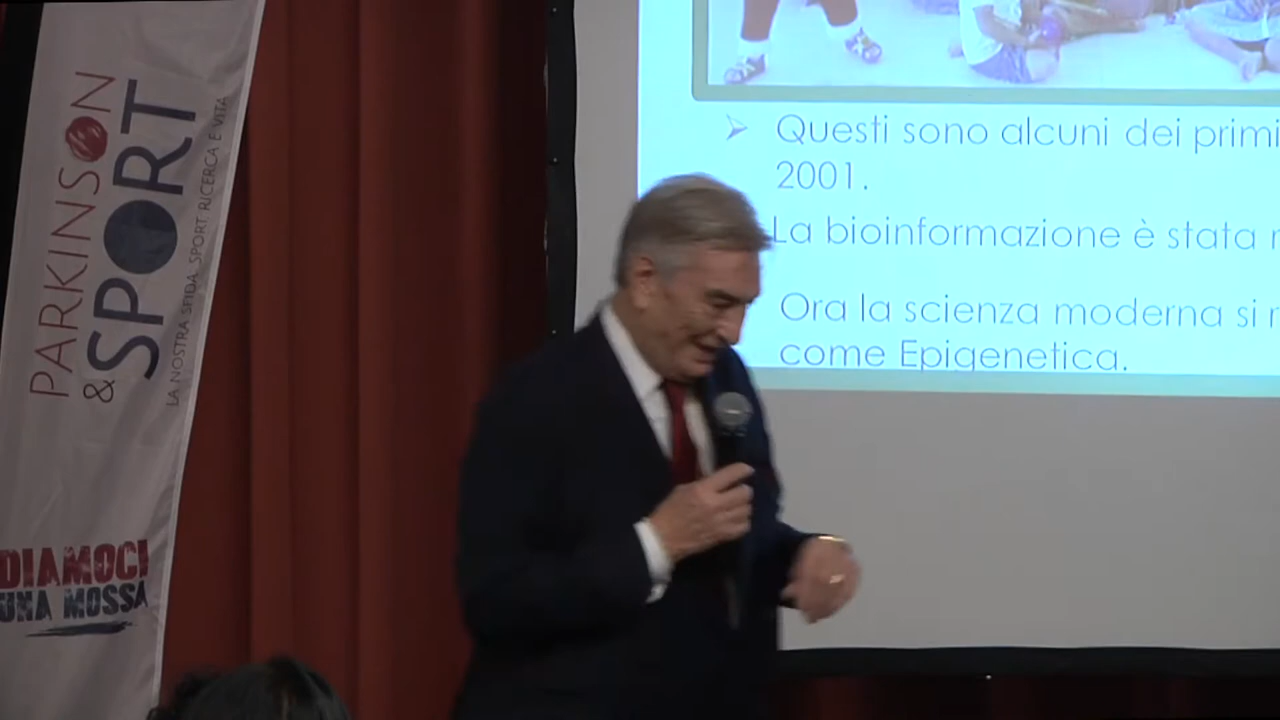 PARKINSON
& SPORT
LA NOSTRA SFIDA SPORT RICERCA E VITA
DIAMOCI
UNA MOSSA
Questi sono alcuni dei primi
2001.
La bioinformazione è stata
Ora la scienza moderna si
come Epigenetica.